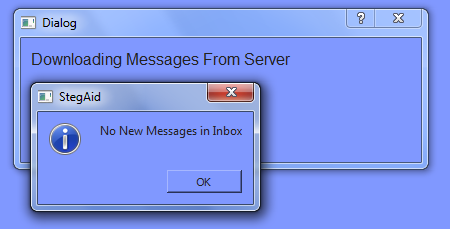 Dialog
Downloading Messages From Server
StegAid
No New Messages in Inbox
OK